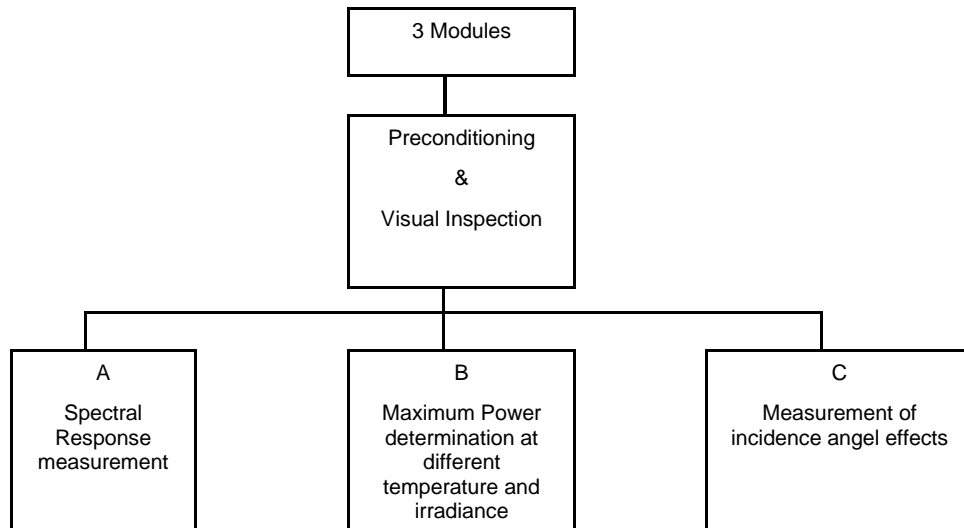 3 Modules
Preconditioning
&
Visual Inspection
A
Spectral
Response
measurement
B
Maximum Power
determination at
different
temperature and
irradiance
C
Measurement of
incidence angel effects